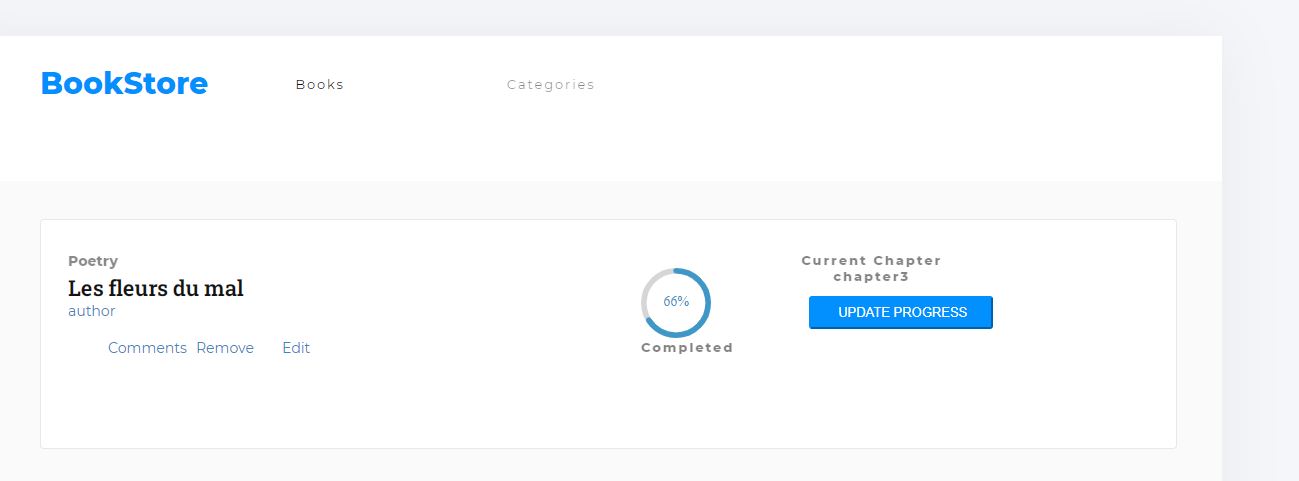 BookStore Books Categories
Poetry
Les fleurs du mal
author
Comments Remove Edit
66%
Completed
Current Chapter
chapter3
UPDATE PROGRESS